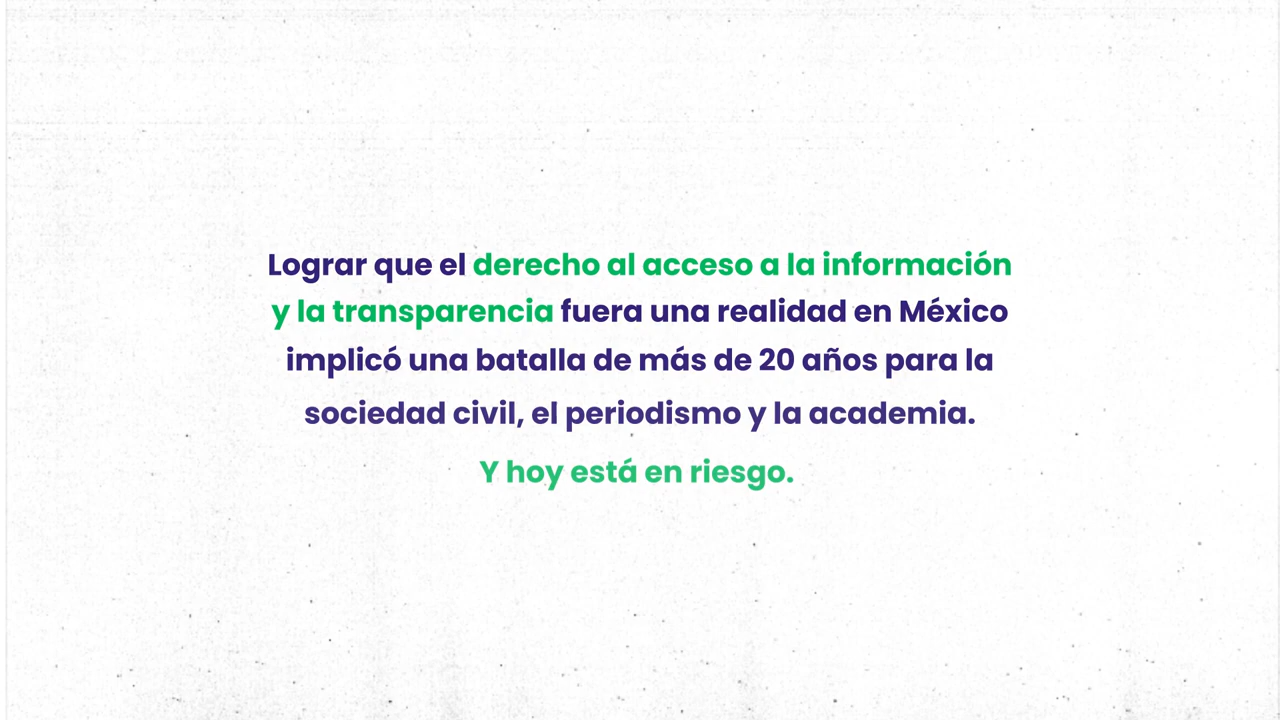 Lograr que el derecho al acceso a la información
y la transparencia fuera una realidad en México
implicó una batalla de más de 20 años para la
sociedad civil, el periodismo y la academia.
Y hoy está en riesgo.